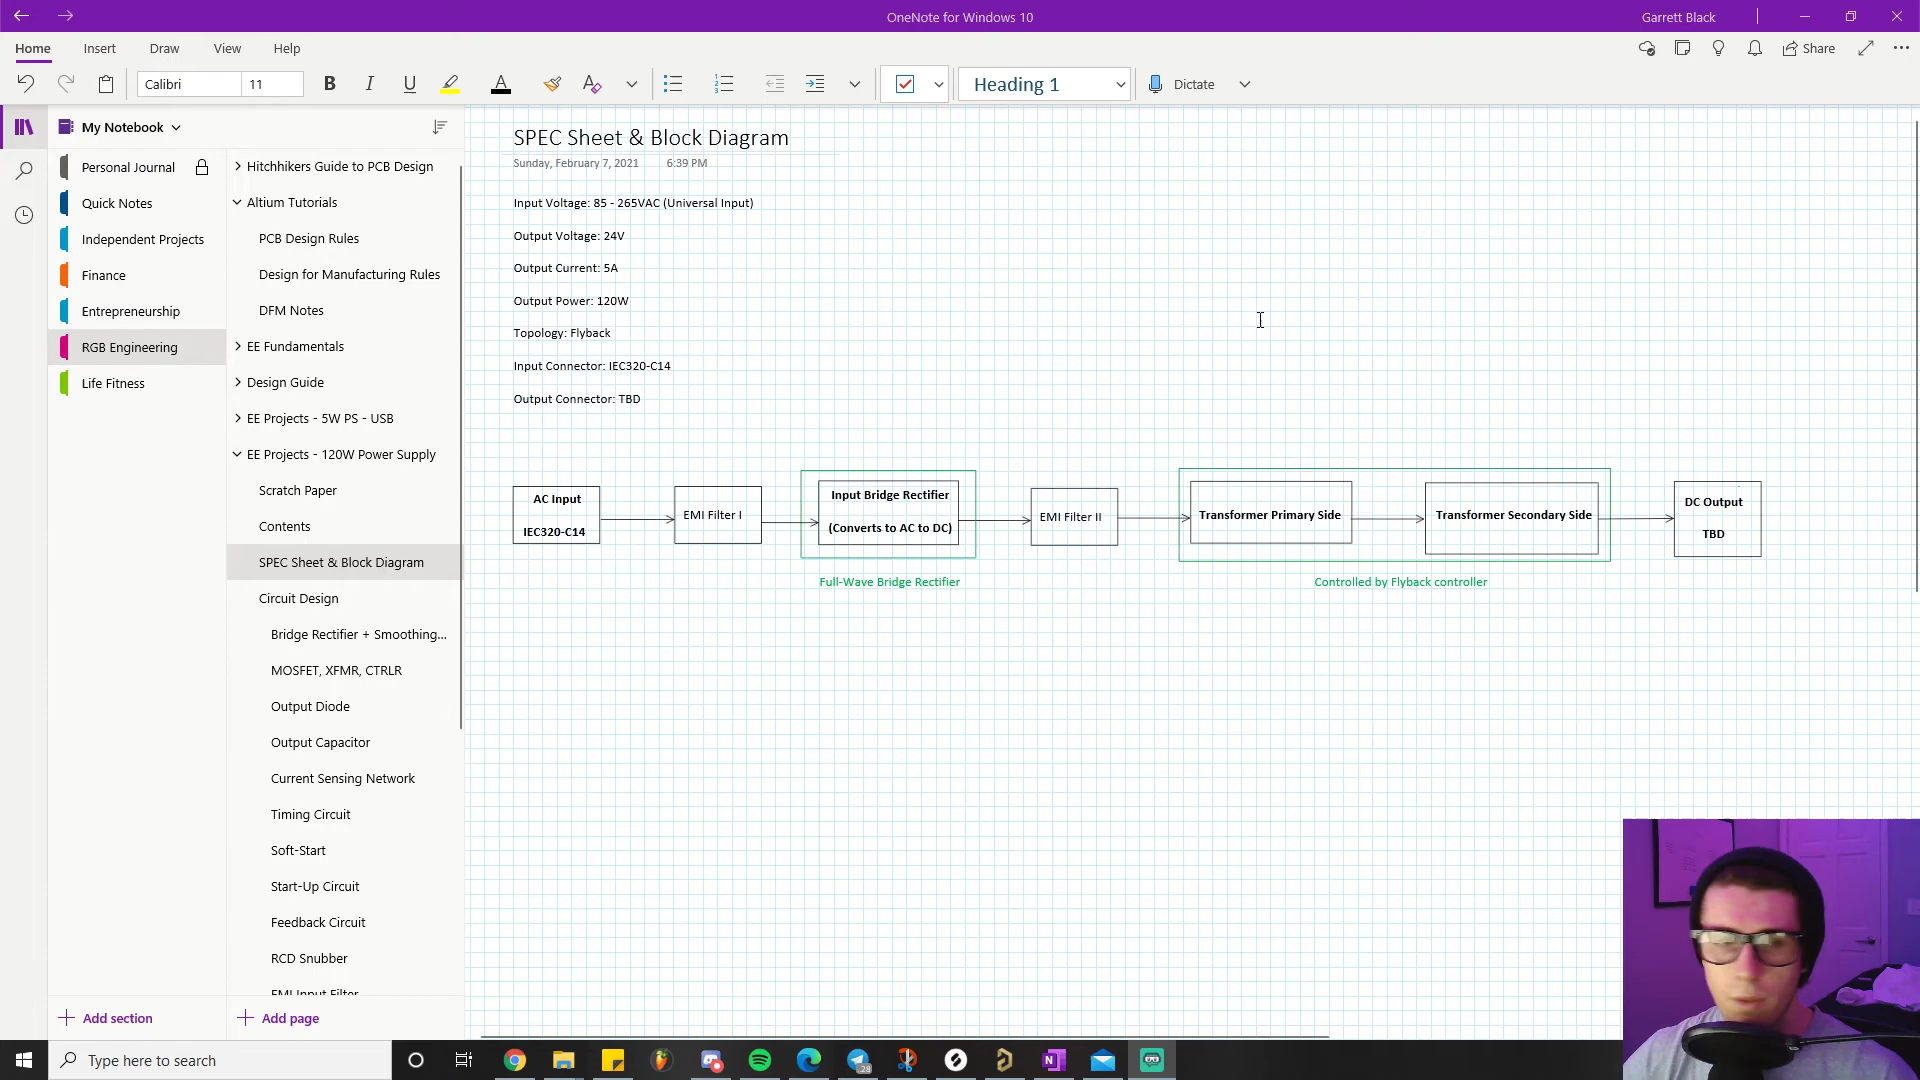 OneNote for Windows 10
Garrett Black
Home
Insert
Draw
View
Help
Share
Calibri
11
B
I
U
A
A
Heading 1
Dictate
My Notebook
Personal Journal
Quick Notes
Independent Projects
Finance
Entrepreneurship
RGB Engineering
Life Fitness
Add section
Hitchhikers Guide to PCB Design
Altium Tutorials
PCB Design Rules
Design for Manufacturing Rules
DFM Notes
EE Fundamentals
Design Guide
EE Projects - 5W PS - USB
EE Projects - 120W Power Supply
Scratch Paper
Contents
SPEC Sheet & Block Diagram
Circuit Design
Bridge Rectifier + Smoothing...
MOSFET, XFMR, CTRLR
Output Diode
Output Capacitor
Current Sensing Network
Timing Circuit
Soft-Start
Start-Up Circuit
Feedback Circuit
RCD Snubber
EMI Input Filter
Add page
SPEC Sheet & Block Diagram
Sunday, February 7, 2021 6:39 PM
Input Voltage: 85 - 265VAC (Universal Input)
Output Voltage: 24V
Output Current: 5A
Output Power: 120W
Topology: Flyback
Input Connector: IEC320-C14
Output Connector: TBD
AC Input
IEC320-C14
EMI Filter I
Input Bridge Rectifier
(Converts to AC to DC)
Full-Wave Bridge Rectifier
EMI Filter II
Transformer Primary Side
Transformer Secondary Side
Controlled by Flyback controller
DC Output
TBD
Type here to search
28